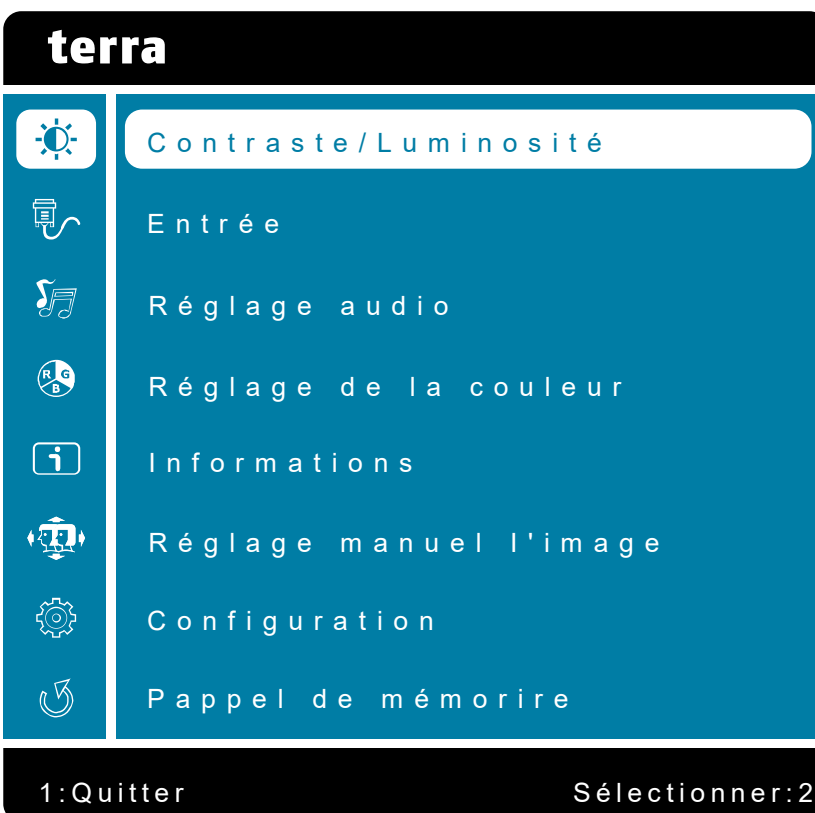 terra
Contraste/Luminosité
Entrée
Réglage audio
R G
B
Réglage de la couleur
i
Informations
Réglage manuel l'image
Configuration
Pappel de mémorire
1:Quitter Sélectionner:2